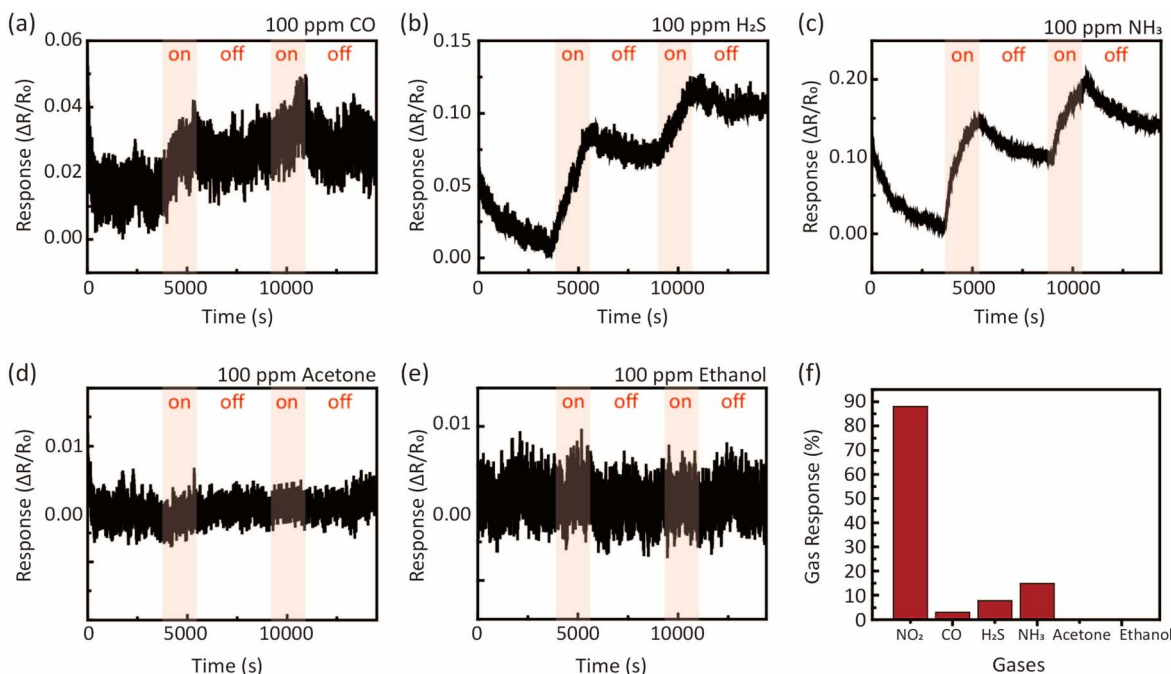 (a)
100 ppm CO
on off on off
0.06
0.04
0.02
0.00
Response (ΔR/R₀)
0 5000 10000
Time (s)
(b)
100 ppm H₂S
on off on off
0.15
0.10
0.05
0.00
Response (ΔR/R₀)
0 5000 10000
Time (s)
(c)
100 ppm NH₃
on off on off
0.20
0.10
0.00
Response (ΔR/R₀)
0 5000 10000
Time (s)
(d)
100 ppm Acetone
on off on off
0.01
0.00
Response (ΔR/R₀)
0 5000 10000
Time (s)
(e)
100 ppm Ethanol
on off on off
0.01
0.00
Response (ΔR/R₀)
0 5000 10000
Time (s)
(f)
90
80
70
60
50
40
30
20
10
Gas Response (%)
NO₂ CO H₂S NH₃ Acetone Ethanol
Gases